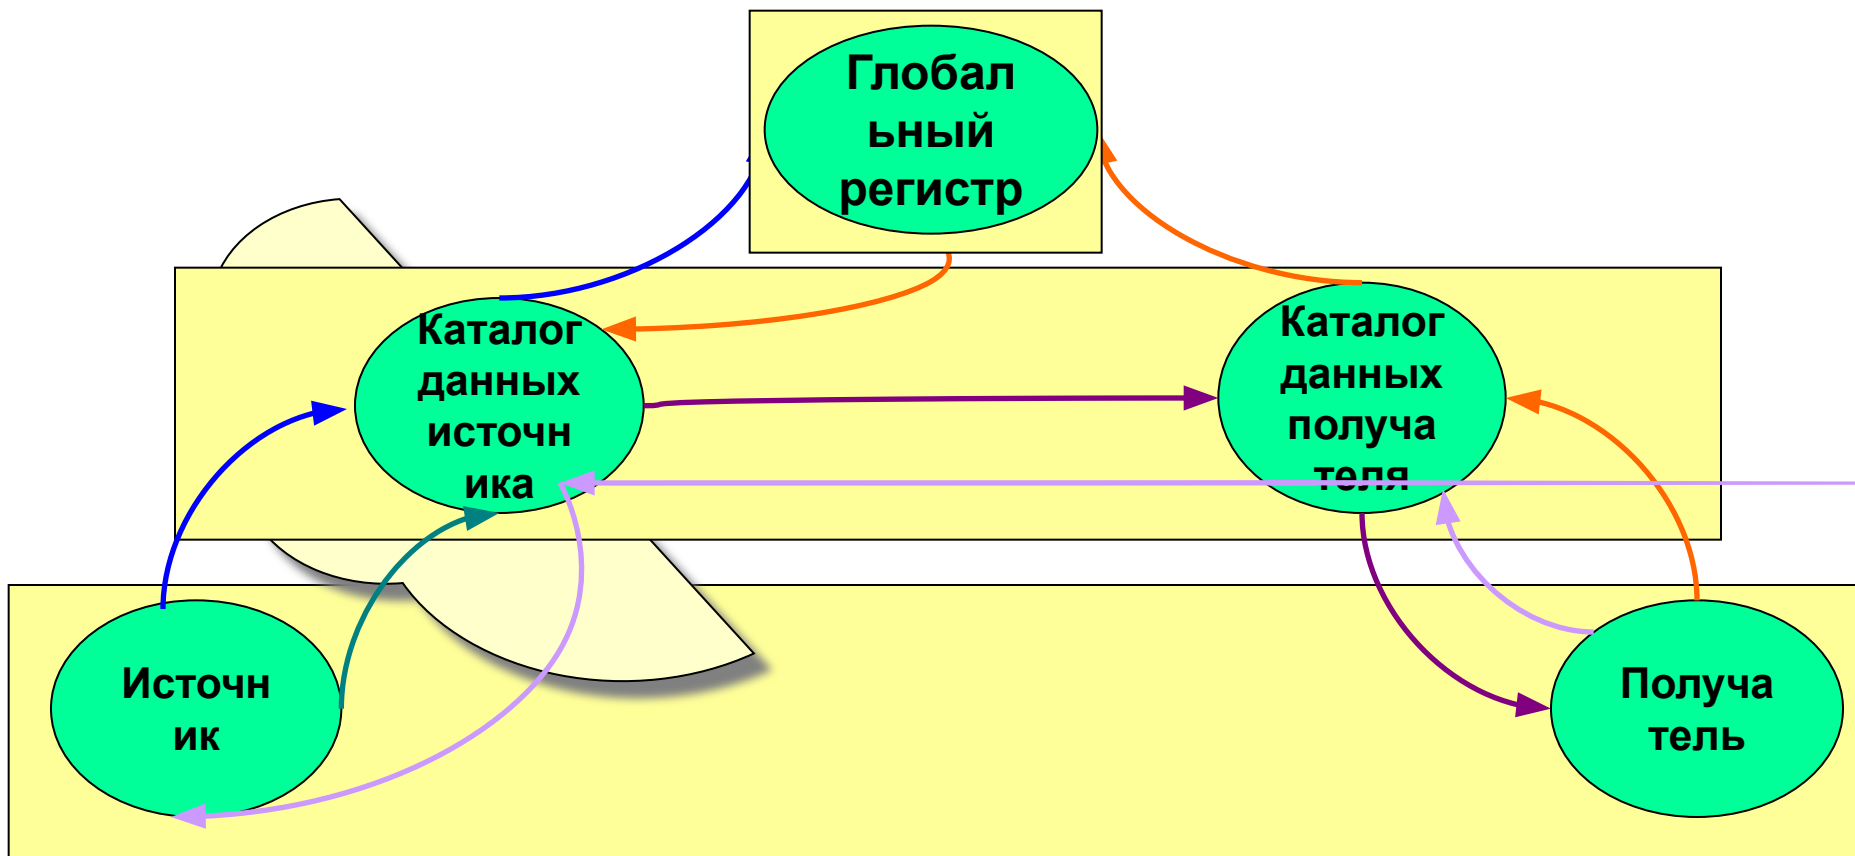 Глобал
ьный
регистр
Каталог
данных
источн
ика
Каталог
данных
получа
теля
Источн
ик
Получа
тель